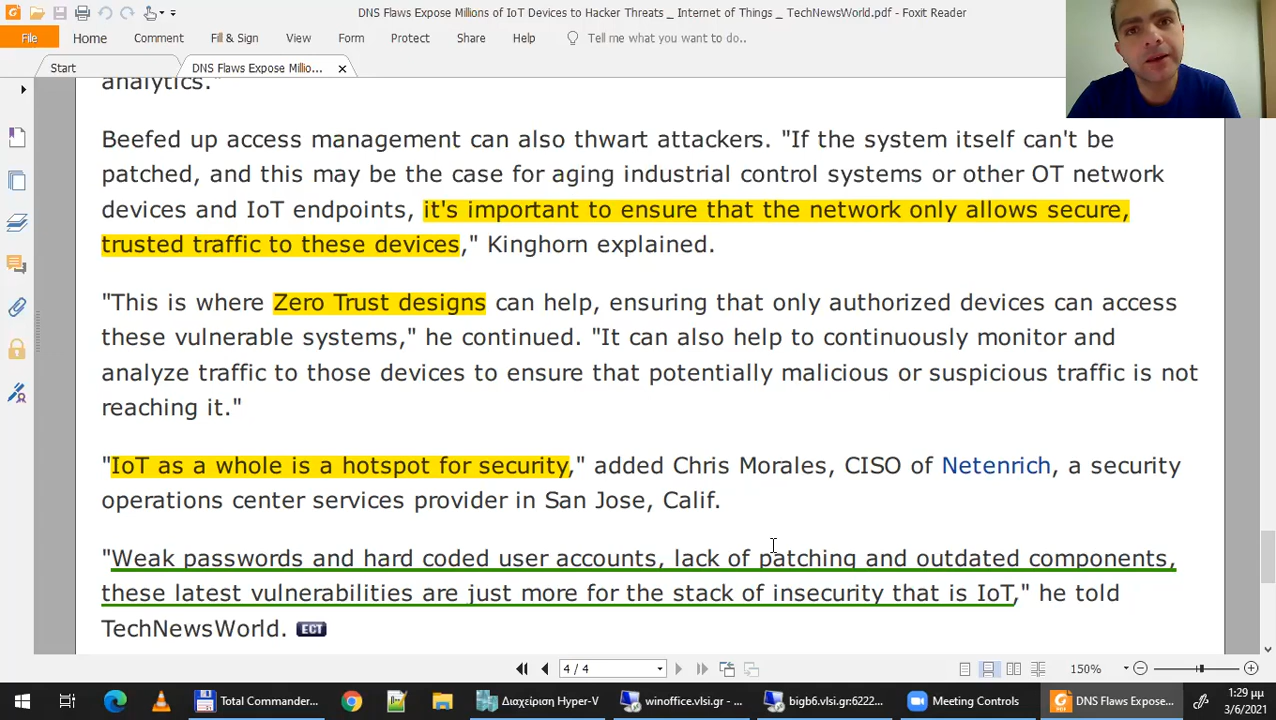 DNS Flaws Expose Millions of IoT Devices to Hacker Threats _ Internet of Things _ TechNewsWorld.pdf - Foxit Reader
File Home Comment Fill & Sign View Form Protect Share Help Tell me what you want to do..
Start DNS Flaws Expose Millio...
analytics."
Beefed up access management can also thwart attackers. "If the system itself can't be
patched, and this may be the case for aging industrial control systems or other OT network
devices and IoT endpoints, it's important to ensure that the network only allows secure,
trusted traffic to these devices," Kinghorn explained.
"This is where Zero Trust designs can help, ensuring that only authorized devices can access
these vulnerable systems," he continued. "It can also help to continuously monitor and
analyze traffic to those devices to ensure that potentially malicious or suspicious traffic is not
reaching it."
"IoT as a whole is a hotspot for security," added Chris Morales, CISO of Netenrich, a security
operations center services provider in San Jose, Calif.
"Weak passwords and hard coded user accounts, lack of patching and outdated components,
these latest vulnerabilities are just more for the stack of insecurity that is IoT," he told
TechNewsWorld. ECT
4 / 4 150%
Total Commander... Διαχείριση Hyper-V winoffice.vlsi.gr - ... bigb6.vlsi.gr:6222... Meeting Controls DNS Flaws Expose... 1:29 μμ
3/6/2021